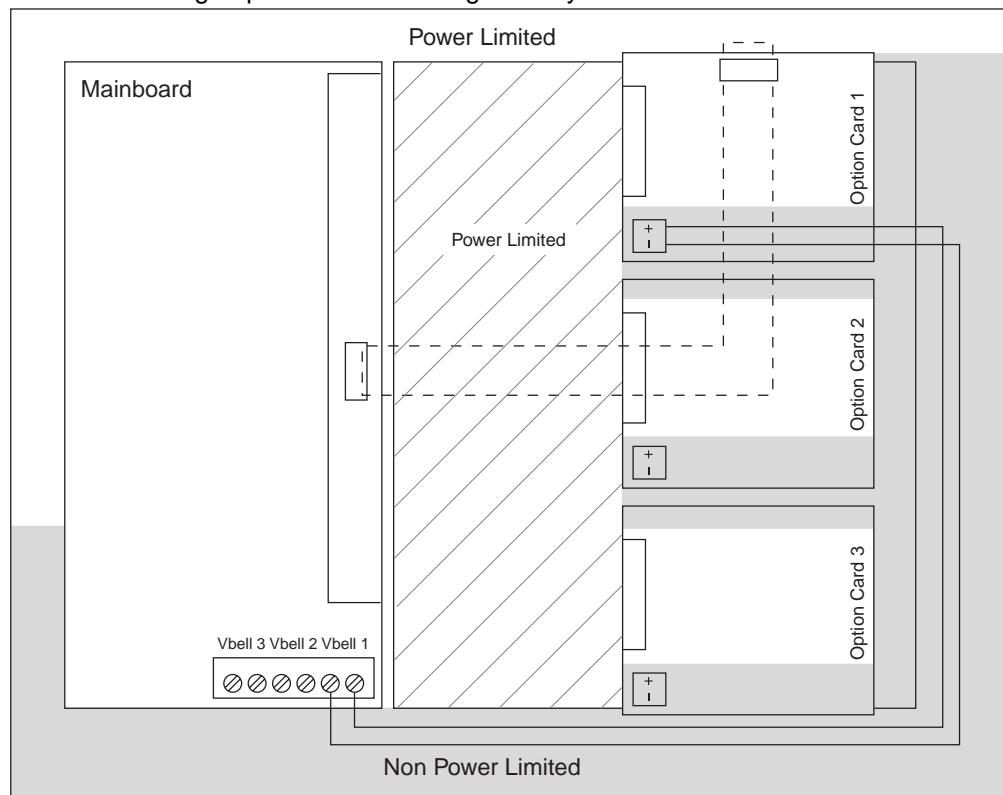 Power Limited
Mainboard
Option Card 1
Power Limited
+
Option Card 2
+
Option Card 3
+
Vbell 3 Vbell 2 Vbell 1
Non Power Limited